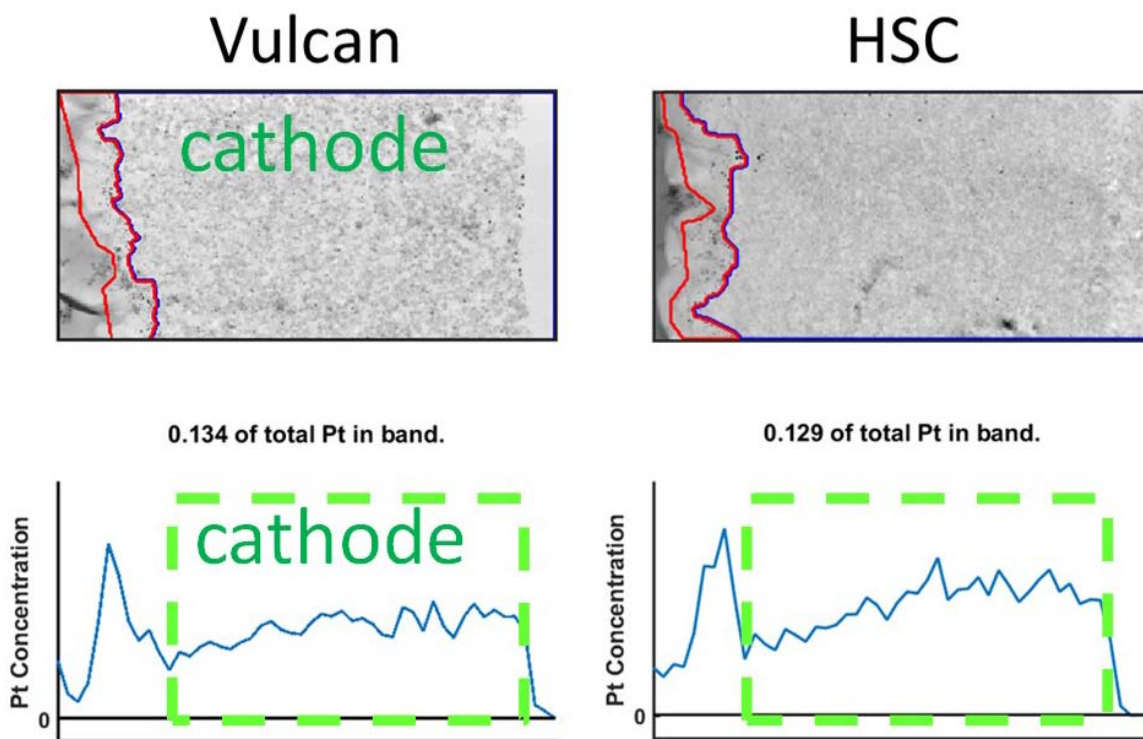 Vulcan
HSC
cathode
0.134 of total Pt in band.
0.129 of total Pt in band.
Pt Concentration
cathode
0
Pt Concentration
0